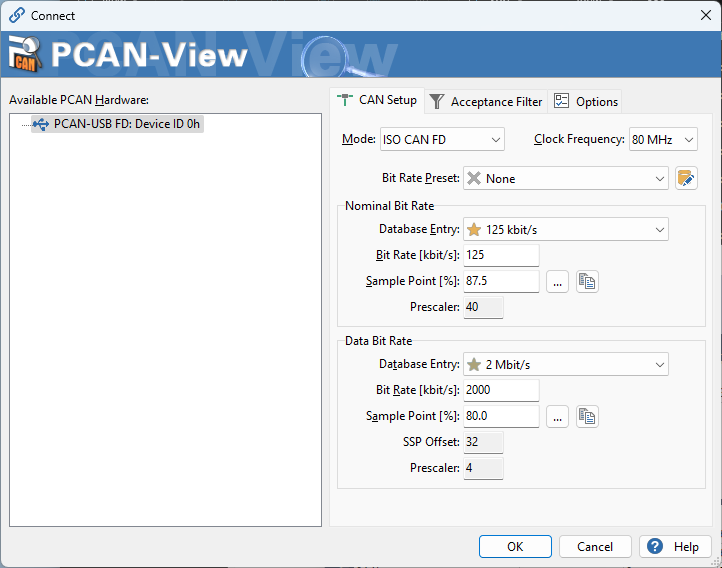 Connect
PCAN-View
Available PCAN Hardware:
PCAN-USB FD: Device ID 0h
CAN Setup
Acceptance Filter
Options
Mode: ISO CAN FD
Clock Frequency: 80 MHz
Bit Rate Preset: None
Nominal Bit Rate
Database Entry: 125 kbit/s
Bit Rate [kbit/s]: 125
Sample Point [%]: 87.5 ...
Prescaler: 40
Data Bit Rate
Database Entry: 2 Mbit/s
Bit Rate [kbit/s]: 2000
Sample Point [%]: 80.0 ...
SSP Offset: 32
Prescaler: 4
OK
Cancel
Help